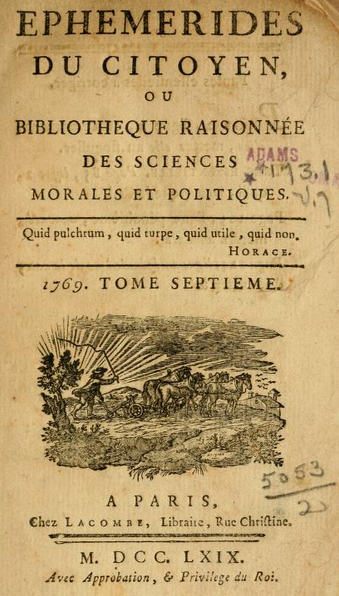 EPHEMERIDES
DU CITOYEN,
OU
BIBLIOTHEQUE RAISONNÉE
DES SCIENCES
MORALES ET POLITIQUES.
ADAMS
173.1
Quid pulchrum, quid turpe, quid utile, quid non.
HORACE.
1769. TOME SEPTIEME.
5053
2
A PARIS,
Chez LACOMBE, Libraire, Rue Christine.
M. DCC. LXIX.
Avec Approbation, & Privilege du Roi.